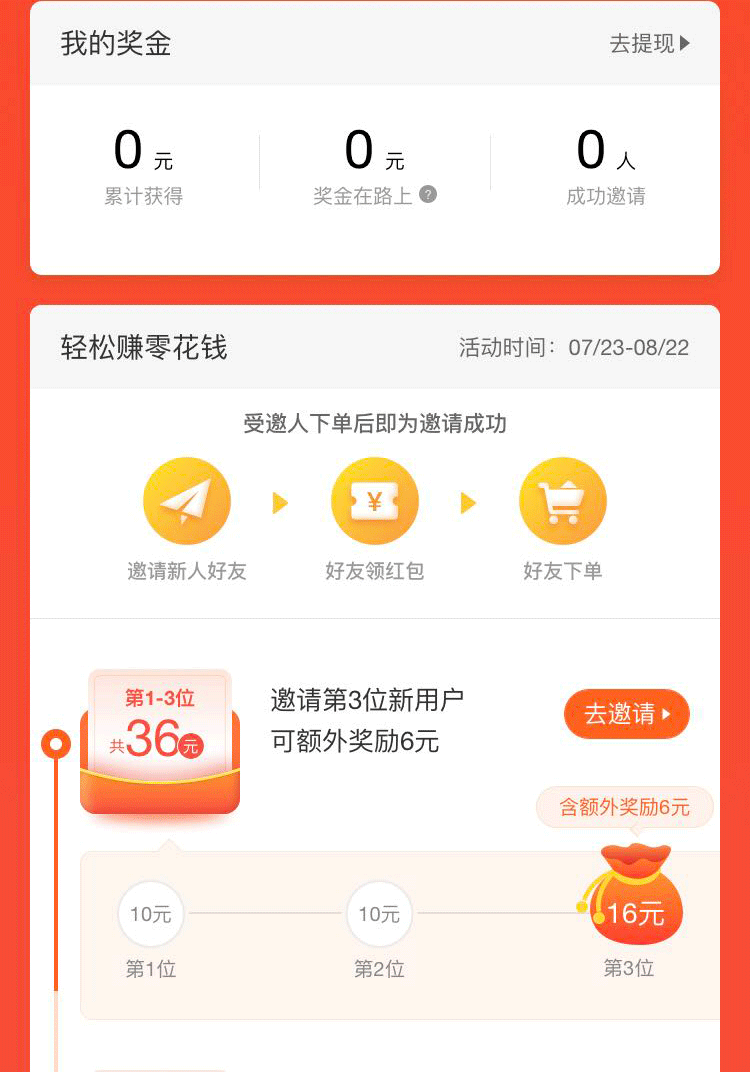 我的奖金 去提现
0元 0元 0人
累计获得 奖金在路上 ? 成功邀请
轻松赚零花钱 活动时间：07/23-08/22
受邀人下单后即为邀请成功
¥
邀请新人好友 好友领红包 好友下单
第1-3位
共36元
邀请第3位新用户
可额外奖励6元
去邀请
含额外奖励6元
10元 10元 16元
第1位 第2位 第3位